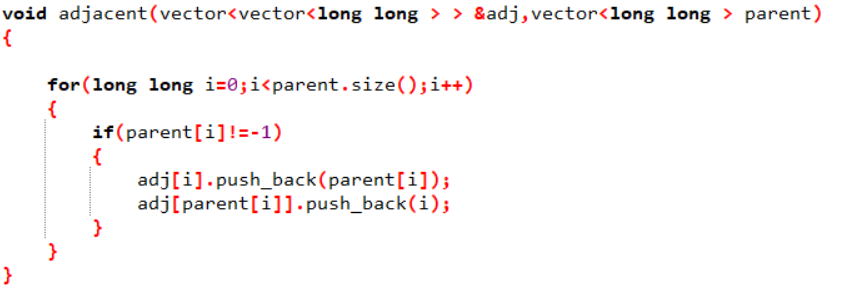 void adjacent(vector<vector<long long > > &adj,vector<long long > parent)
{
    for(long long i=0;i<parent.size();i++)
    {
        if(parent[i]!=-1)
        {
            adj[i].push_back(parent[i]);
            adj[parent[i]].push_back(i);
        }
    }
}